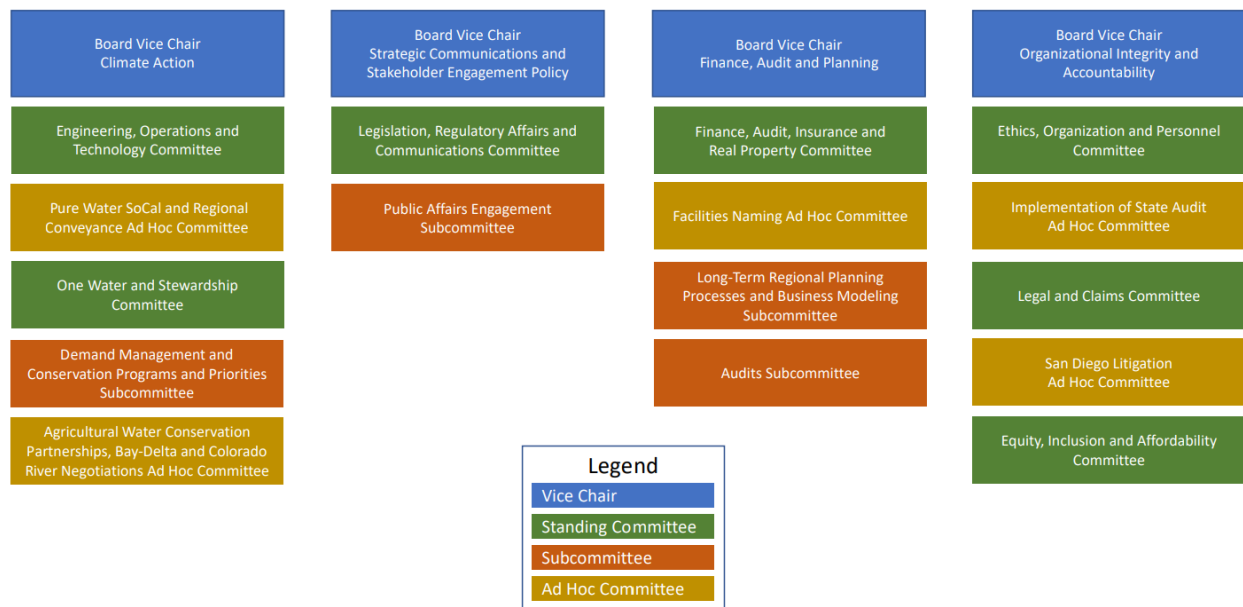 Board Vice Chair
Climate Action
Engineering, Operations and
Technology Committee
Pure Water SoCal and Regional
Conveyance Ad Hoc Committee
One Water and Stewardship
Committee
Demand Management and
Conservation Programs and Priorities
Subcommittee
Agricultural Water Conservation
Partnerships, Bay-Delta and Colorado
River Negotiations Ad Hoc Committee
Board Vice Chair
Strategic Communications and
Stakeholder Engagement Policy
Legislation, Regulatory Affairs and
Communications Committee
Public Affairs Engagement
Subcommittee
Board Vice Chair
Finance, Audit and Planning
Finance, Audit, Insurance and
Real Property Committee
Facilities Naming Ad Hoc Committee
Long-Term Regional Planning
Processes and Business Modeling
Subcommittee
Audits Subcommittee
Board Vice Chair
Organizational Integrity and
Accountability
Ethics, Organization and Personnel
Committee
Implementation of State Audit
Ad Hoc Committee
Legal and Claims Committee
San Diego Litigation
Ad Hoc Committee
Equity, Inclusion and Affordability
Committee
Legend
Vice Chair
Standing Committee
Subcommittee
Ad Hoc Committee